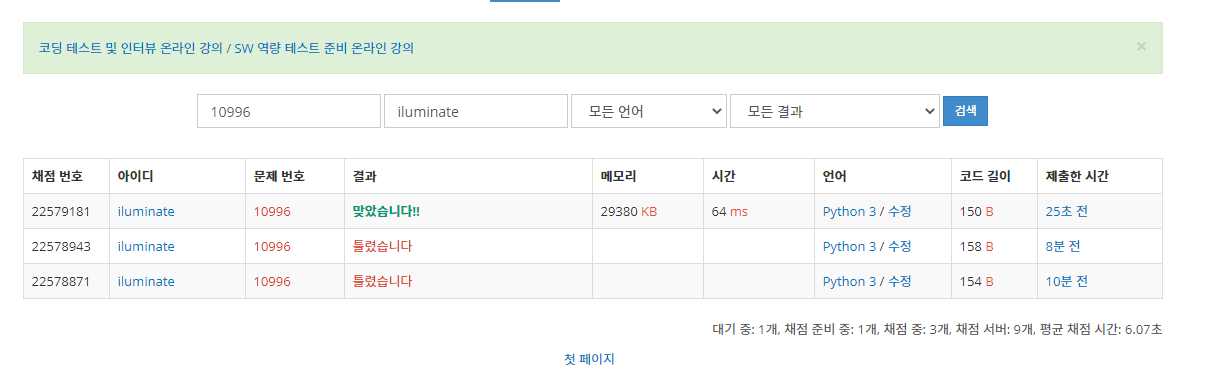 코딩 테스트 및 인터뷰 온라인 강의 / SW 역량 테스트 준비 온라인 강의 ×
10996 iluminate 모든 언어 모든 결과 검색
채점 번호 아이디 문제 번호 결과 메모리 시간 언어 코드 길이 제출한 시간
22579181 iluminate 10996 맞았습니다!! 29380 KB 64 ms Python 3 / 수정 150 B 25초 전
22578943 iluminate 10996 틀렸습니다 Python 3 / 수정 158 B 8분 전
22578871 iluminate 10996 틀렸습니다 Python 3 / 수정 154 B 10분 전
대기 중: 1개, 채점 준비 중: 1개, 채점 중: 3개, 채점 서버: 9개, 평균 채점 시간: 6.07초
첫 페이지